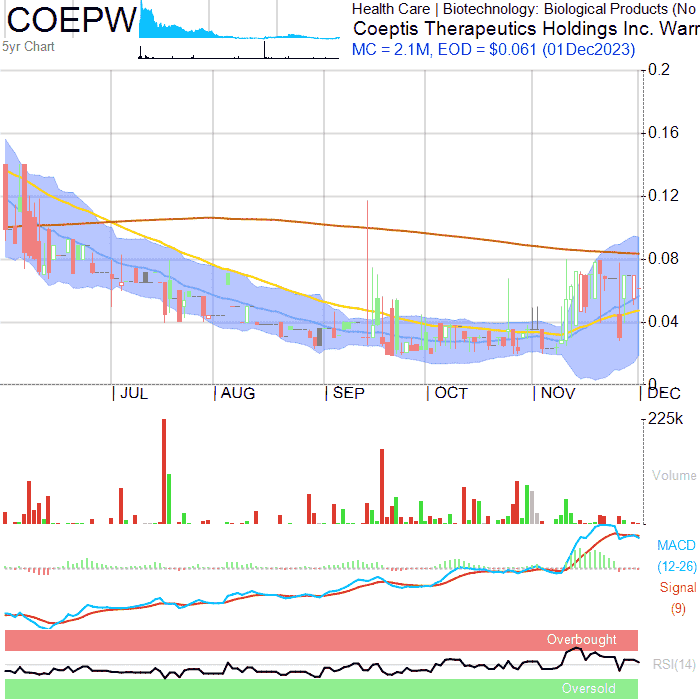 COEPW
5yr Chart
Health Care | Biotechnology: Biological Products (No
Coeptis Therapeutics Holdings Inc. Warr
MC = 2.1M, EOD = $0.061 (01Dec2023)
0.2
0.16
0.12
0.08
0.04
0
JUL
AUG
SEP
OCT
NOV
DEC
225k
Volume
MACD
(12-26)
Signal
(9)
Overbought
RSI(14)
Oversold